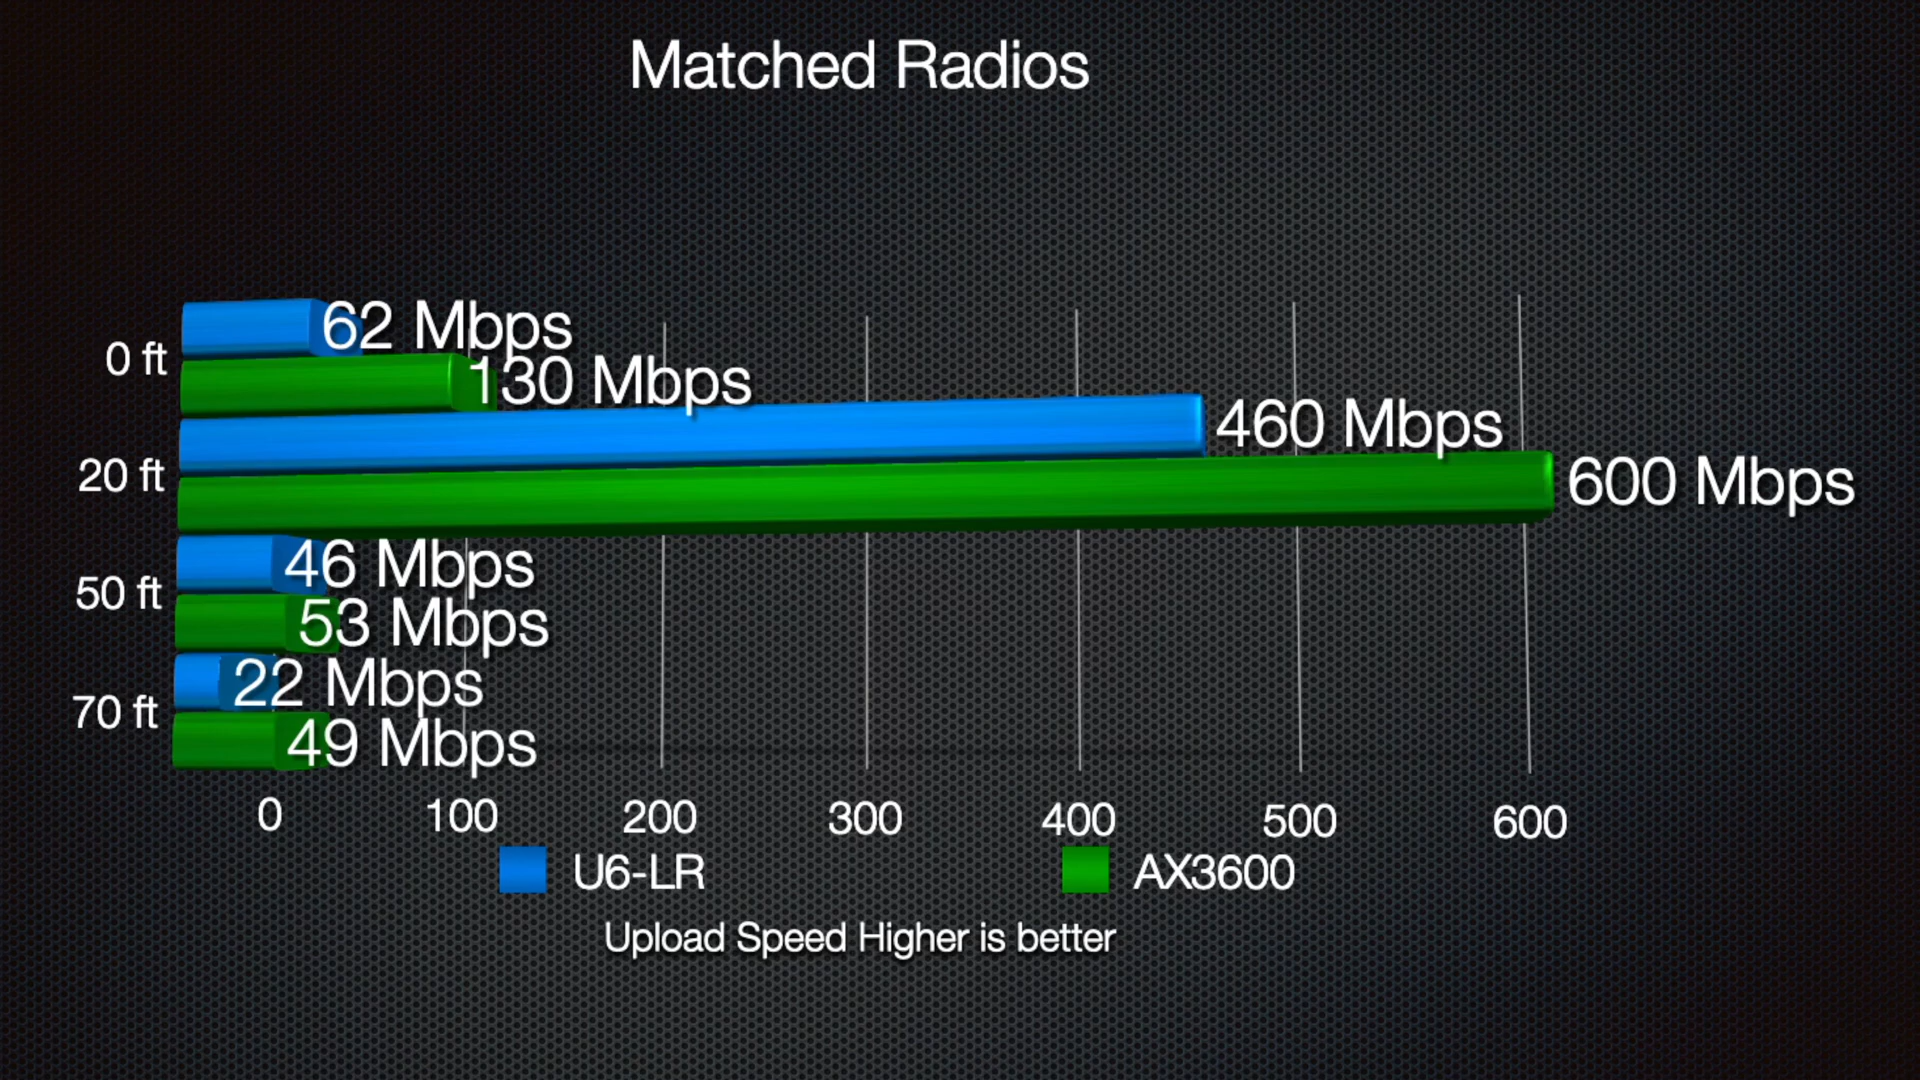 Matched Radios
62 Mbps
0 ft
130 Mbps
460 Mbps
20 ft
600 Mbps
46 Mbps
50 ft
53 Mbps
22 Mbps
70 ft
49 Mbps
0 100 200 300 400 500 600
U6-LR AX3600
Upload Speed Higher is better